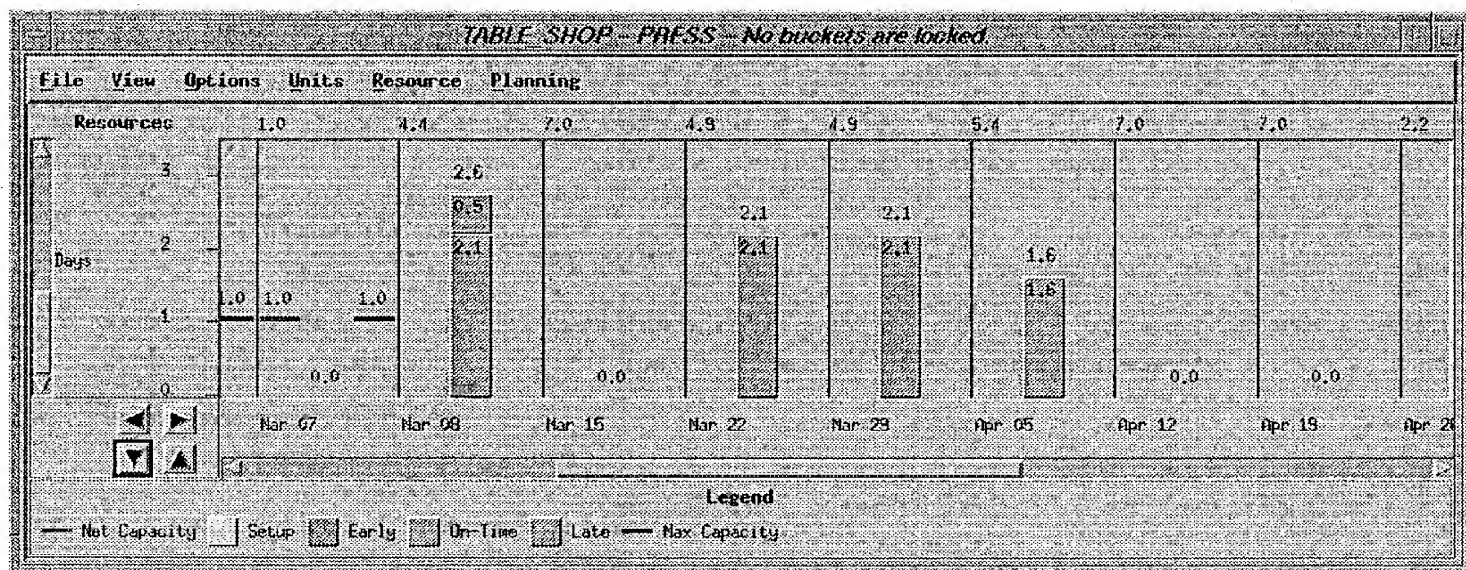 TABLE_SHOP - PRESS - No buckets are locked.
File View Options Units Resource Planning
Resources 1.0 4.4 7.0 4.9 4.9 5.4 7.0 7.0 2.2
3 2.6
0.5 2.1 2.1
Days 2 2.1 2.1 2.1 1.6
1.0 1.0 1.0 1.6
1
0.0 0.0 0.0 0.0
0
Mar 07 Mar 08 Mar 15 Mar 22 Mar 29 Apr 05 Apr 12 Apr 19 Apr 26
Legend
Net Capacity Setup Early On-Time Late Max Capacity